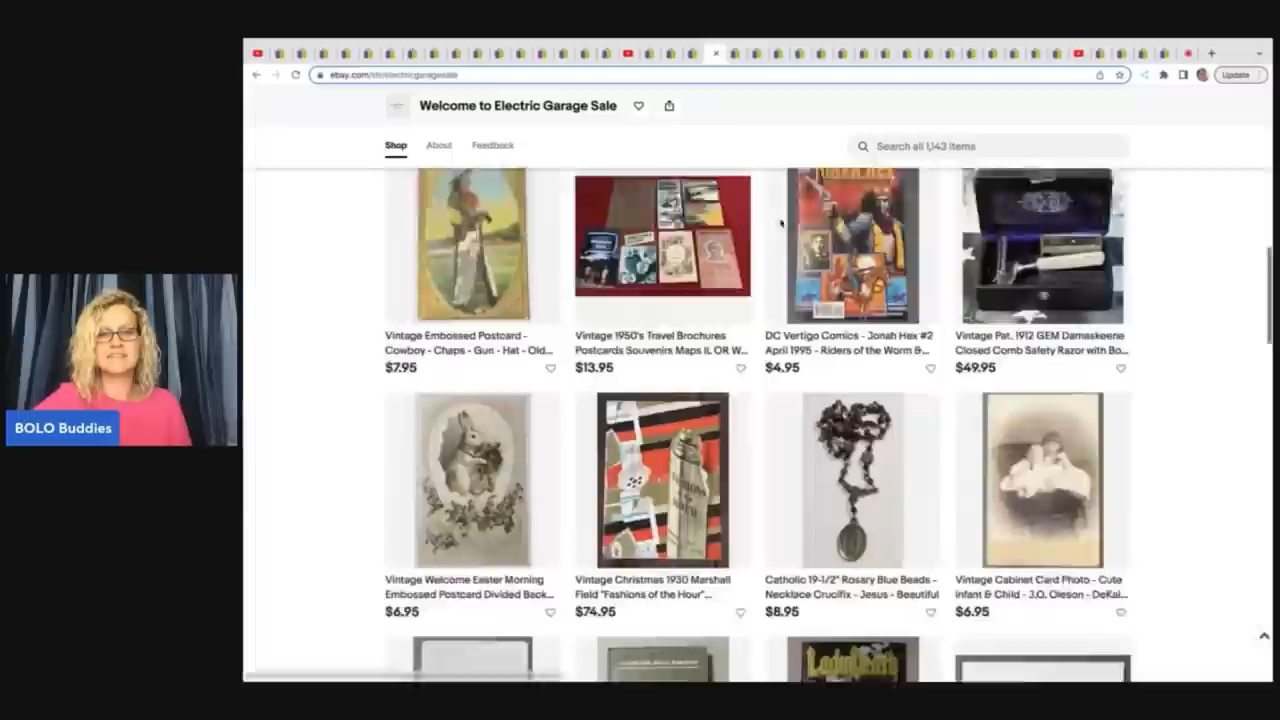 ebay.com/str/electricgaragesale
Update
Welcome to Electric Garage Sale
Shop
About
Feedback
Search all 1,143 items
Vintage Embossed Postcard -
Cowboy - Chaps - Gun - Hat - Old...
$7.95
Vintage 1950's Travel Brochures
Postcards Souvenirs Maps IL OR W...
$13.95
DC Vertigo Comics - Jonah Hex #2
April 1995 - Riders of the Worm &...
$4.95
Vintage Pat. 1912 GEM Damaskeene
Closed Comb Safety Razor with Bo...
$49.95
BOLO Buddies
Vintage Welcome Easter Morning
Embossed Postcard Divided Back...
$6.95
Vintage Christmas 1930 Marshall
Field "Fashions of the Hour"...
$74.95
Catholic 19-1/2" Rosary Blue Beads -
Necklace Crucifix - Jesus - Beautiful
$8.95
Vintage Cabinet Card Photo - Cute
Infant & Child - J.O. Oleson - DeKal...
$6.95